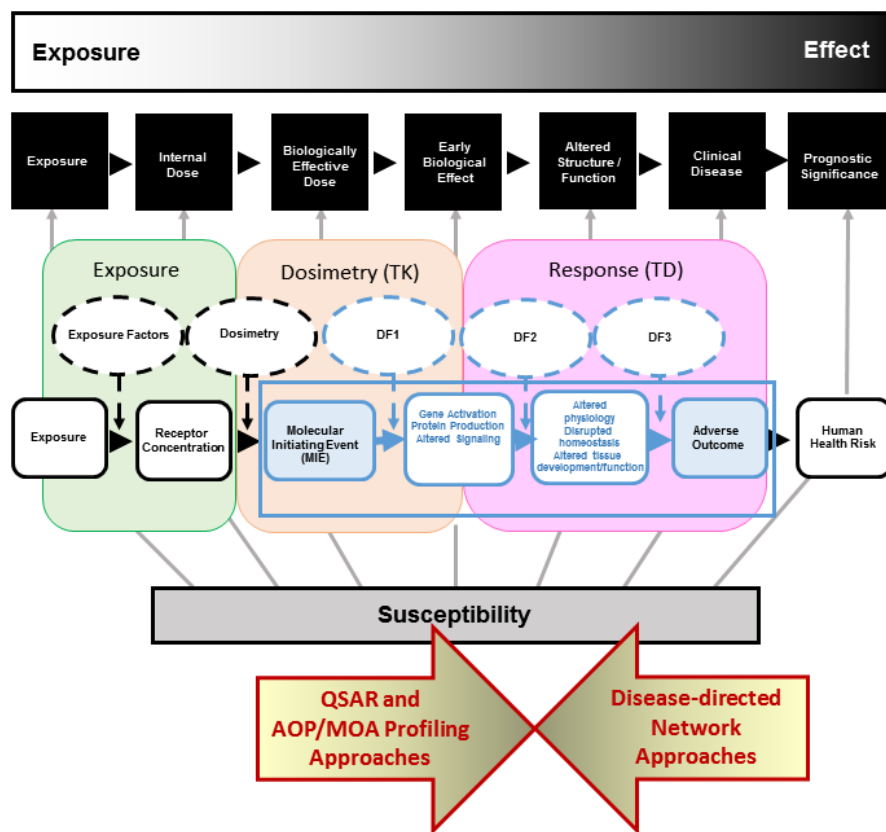 Exposure
Effect
Exposure
Internal
Dose
Biologically
Effective
Dose
Early
Biological
Effect
Altered
Structure /
Function
Clinical
Disease
Prognostic
Significance
Exposure
Dosimetry (TK)
Response (TD)
Exposure Factors
Dosimetry
DF1
DF2
DF3
Exposure
Receptor
Concentration
Molecular
Initiating Event
(MIE)
Gene Activation
Protein Production
Altered Signaling
Altered
physiology
Disrupted
homeostasis
Altered tissue
development/function
Adverse
Outcome
Human
Health Risk
Susceptibility
QSAR and
AOP/MOA Profiling
Approaches
Disease-directed
Network
Approaches